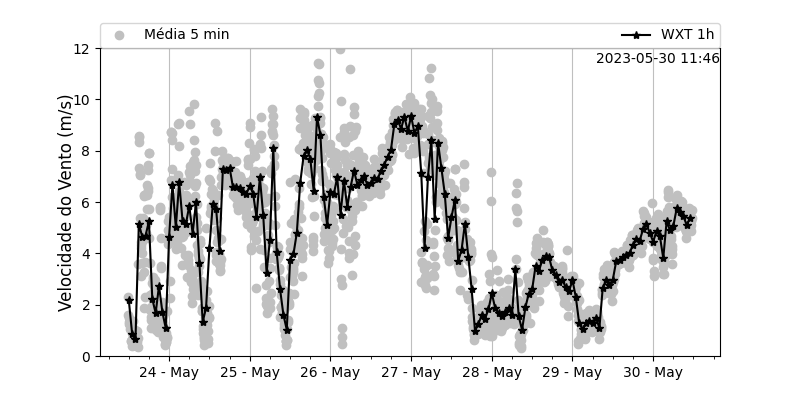 Média 5 min
WXT 1h
2023-05-30 11:46
Velocidade do Vento (m/s)
12
10
8
6
4
2
0
24 - May
25 - May
26 - May
27 - May
28 - May
29 - May
30 - May